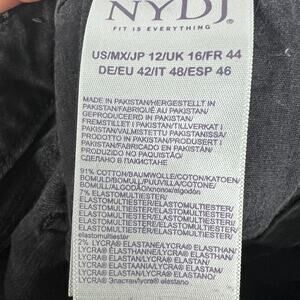 NYDJ
FIT IS EVERYTHING
US/MX/JP 12/UK 16/FR 44
DE/EU 42/IT 48/ESP 46
MADE IN PAKISTAN/HERGESTELLT IN
PAKISTAN/FABRIQUÉ AU PAKISTAN/
GEPRODUCEERD IN PAKISTAN/
FREMSTILLET I PAKISTAN/TILLVERKAT I
PAKISTAN/VALMISTETTU PAKISTANISSA/
PRODOTTO IN PAKISTAN/PRODUSERT I
PAKISTAN/FABRICADO EN PAKISTÁN/
PRODUZIDO NO PAQUISTÃO/
СДЕЛАНО В ПАКИСТАНЕ
91% COTTON/BAUMWOLLE/COTON/KATOEN/
BOMULD/BOMULL/PUUVILLA/COTONE/
BOMULL/ALGODÃO/хлопок/algodón
7% ELASTOMULTIESTER/
ELASTOMULTIESTER/ELASTOMULTIESTER/
ELASTOMULTIESTER/ELASTOMULTIESTER/
ELASTOMULTIESTER/ELASTOMULTIESTER/
ELASTOMULTIESTER/ELASTOMULTIESTER/
elastomultiester
2% LYCRA® ELASTANE/LYCRA® ELASTHAN/
LYCRA® ELASTHANNE/LYCRA® ELASTHAAN/
LYCRA® ELASTAN/LYCRA® ELASTAN/
LYCRA® ELASTAANI/LYCRA® ELASTAN/
LYCRA® ELASTAN/LYCRA® ELASTANO/
LYCRA® Эластан/lycra® elastano